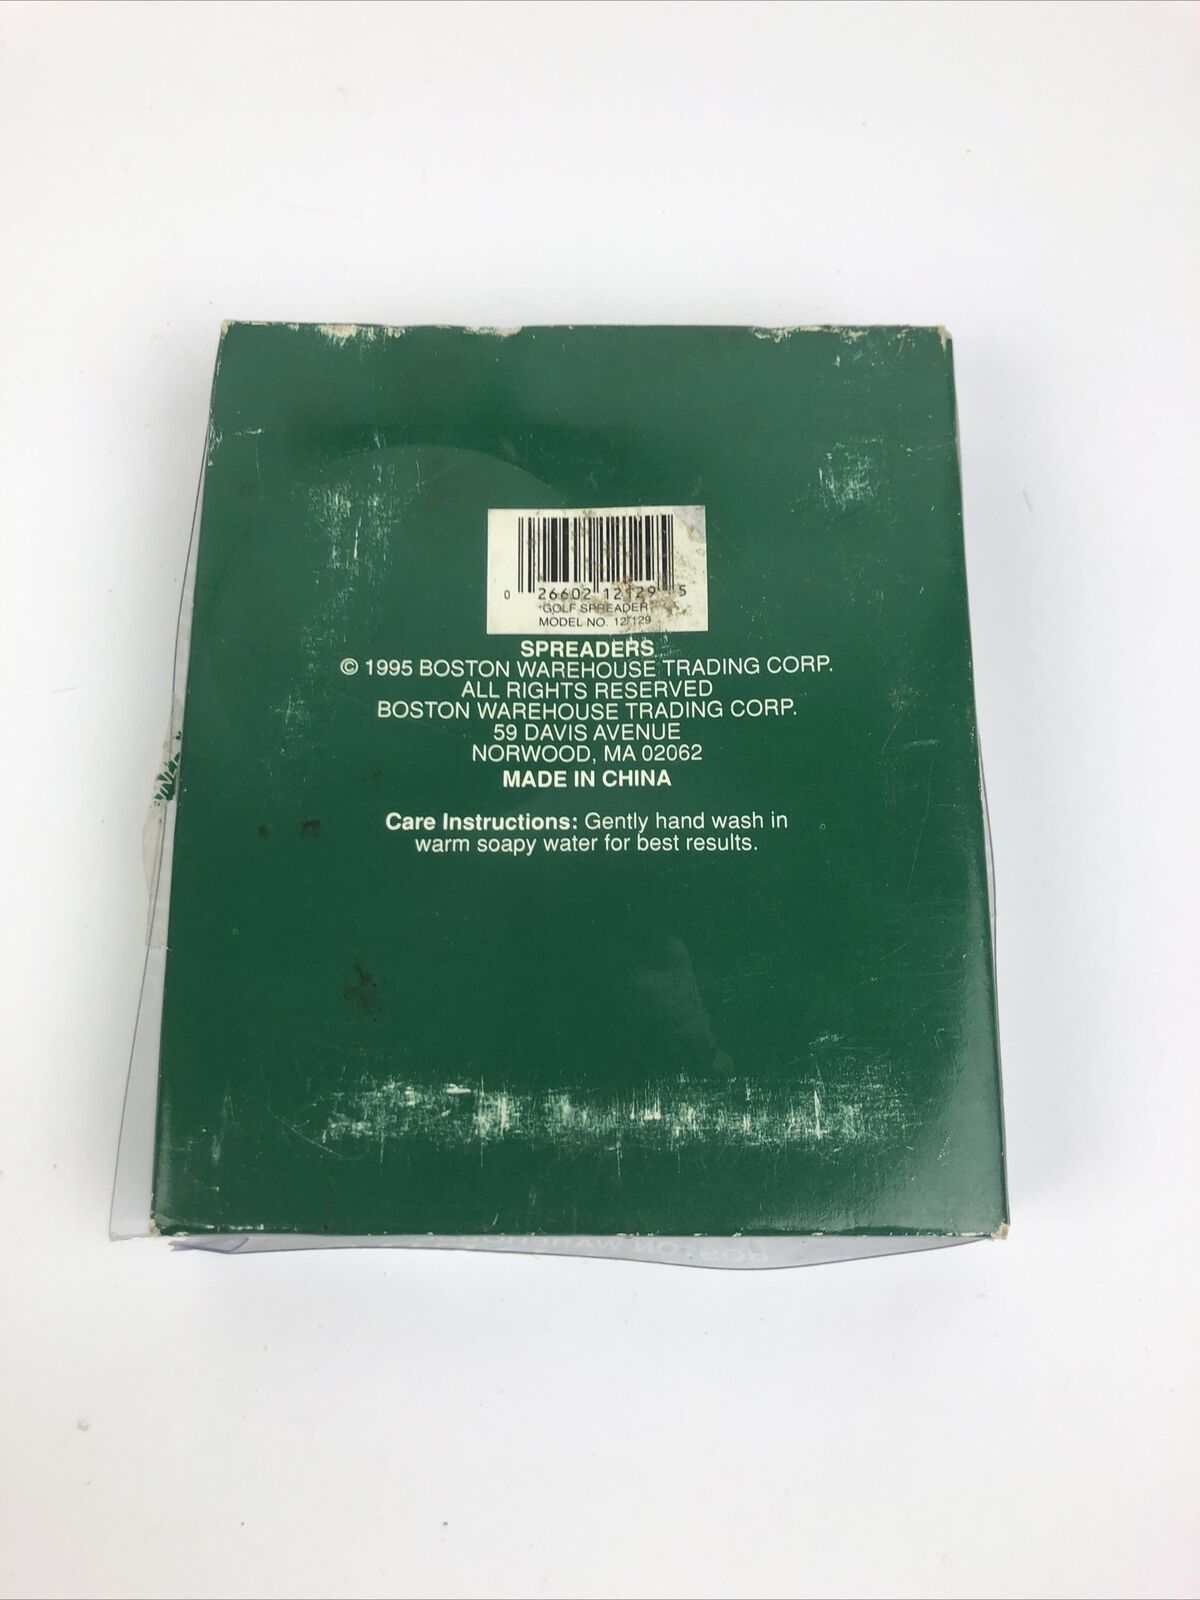 0 26602 12129 5
GOLF SPREADER
MODEL NO. 12129
SPREADERS
© 1995 BOSTON WAREHOUSE TRADING CORP.
ALL RIGHTS RESERVED
BOSTON WAREHOUSE TRADING CORP.
59 DAVIS AVENUE
NORWOOD, MA 02062
MADE IN CHINA
Care Instructions: Gently hand wash in
warm soapy water for best results.
BOSTON WAREHOUSE